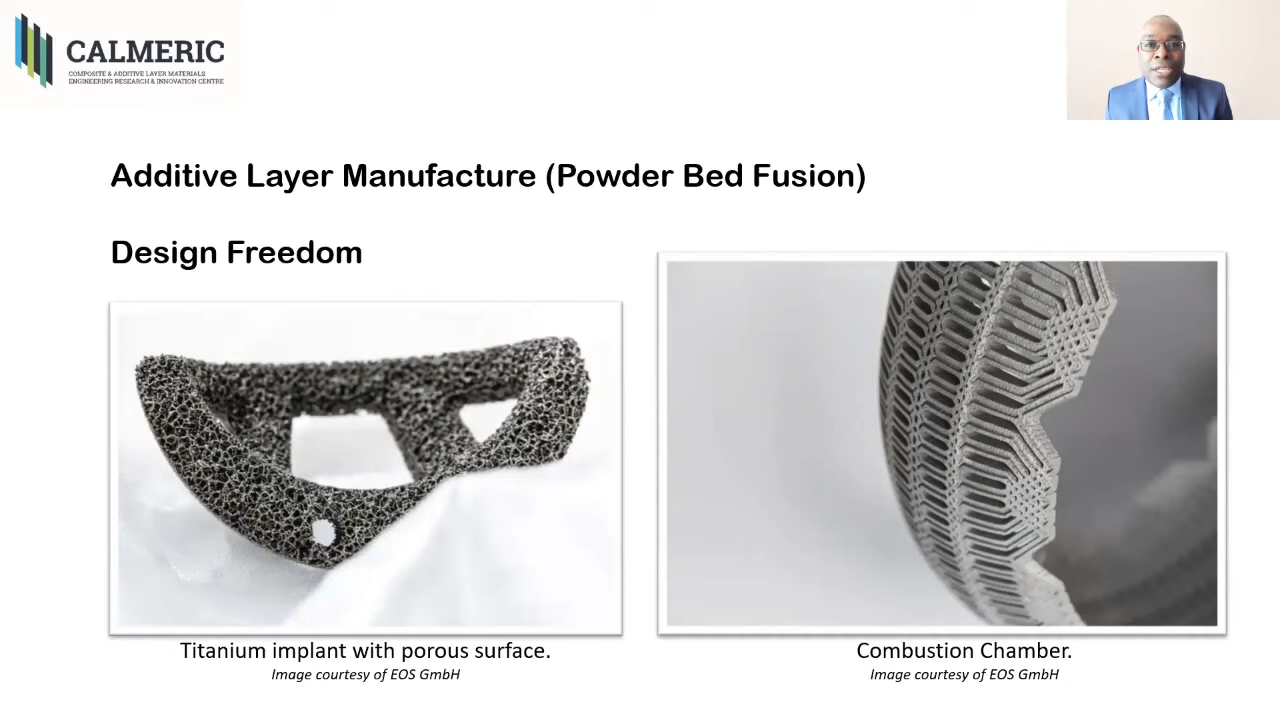 CALMERIC
COMPOSITE & ADDITIVE LAYER MATERIALS
ENGINEERING RESEARCH & INNOVATION CENTRE
Additive Layer Manufacture (Powder Bed Fusion)
Design Freedom
Titanium implant with porous surface.
Image courtesy of EOS GmbH
Combustion Chamber.
Image courtesy of EOS GmbH